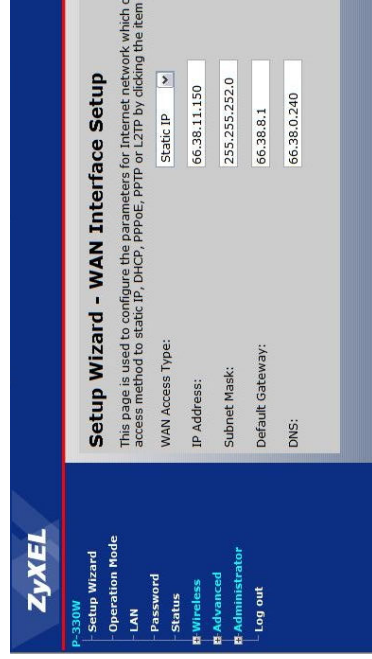 ZyXEL
P-330W
Setup Wizard
Operation Mode
LAN
Password
Status
Wireless
Advanced
Administrator
Log out
Setup Wizard - WAN Interface Setup
This page is used to configure the parameters for Internet network which
access method to static IP, DHCP, PPPoE, PPTP or L2TP by clicking the item
WAN Access Type: Static IP
IP Address: 66.38.11.150
Subnet Mask: 255.255.252.0
Default Gateway: 66.38.8.1
DNS: 66.38.0.240